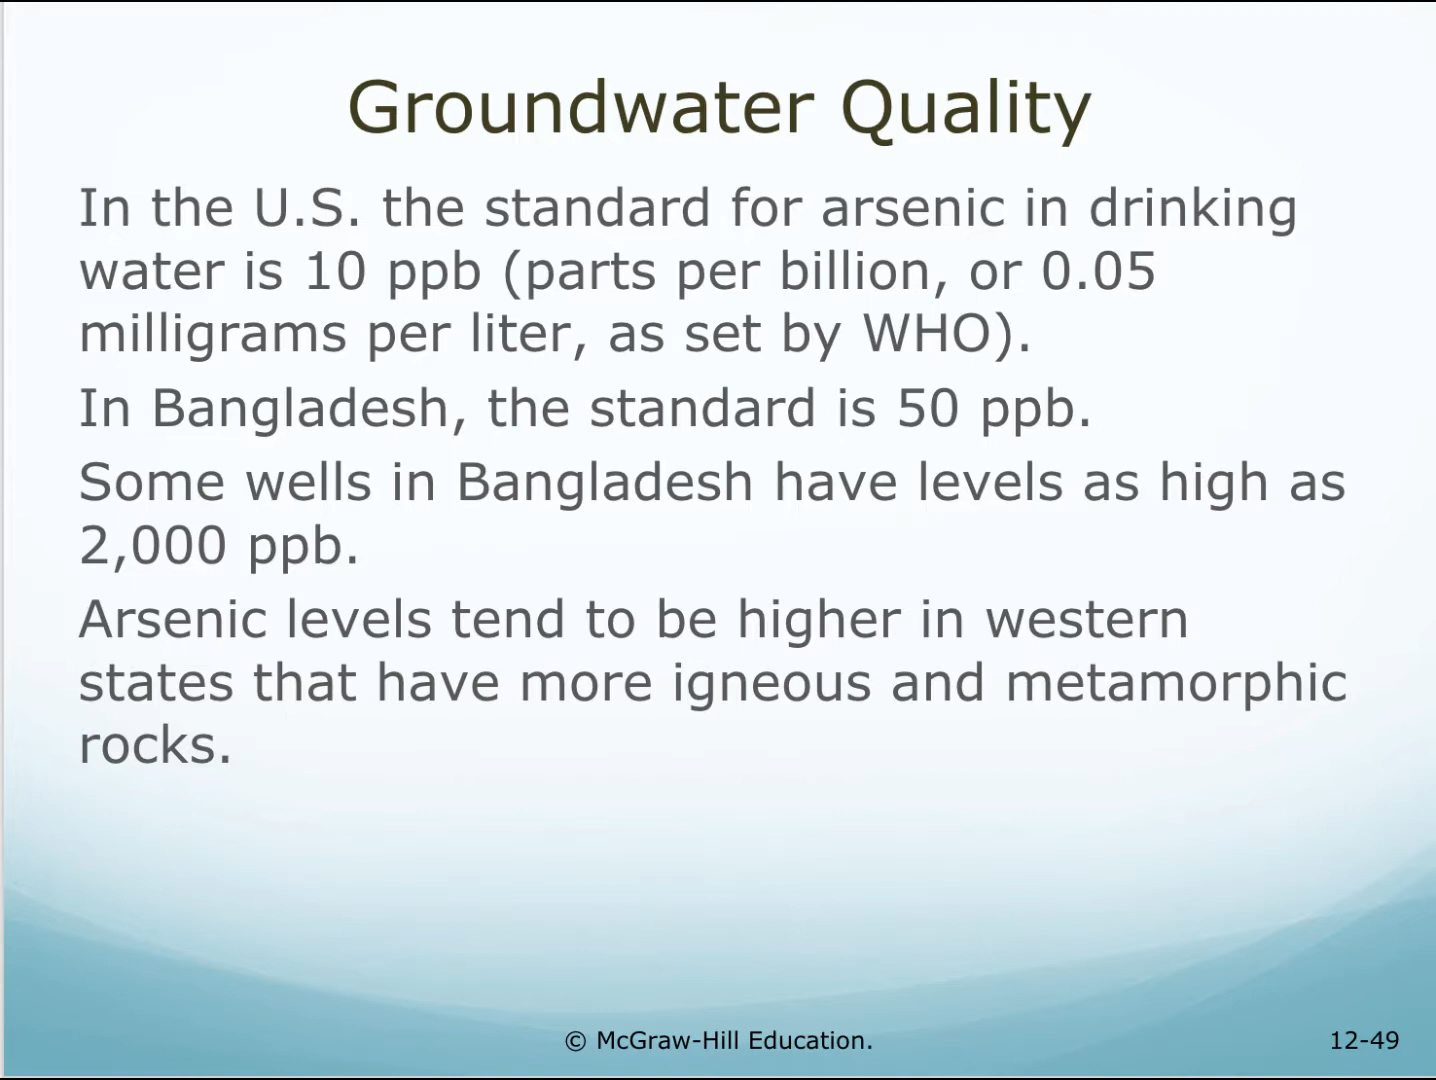 Groundwater Quality
In the U.S. the standard for arsenic in drinking
water is 10 ppb (parts per billion, or 0.05
milligrams per liter, as set by WHO).
In Bangladesh, the standard is 50 ppb.
Some wells in Bangladesh have levels as high as
2,000 ppb.
Arsenic levels tend to be higher in western
states that have more igneous and metamorphic
rocks.
© McGraw-Hill Education.
12-49